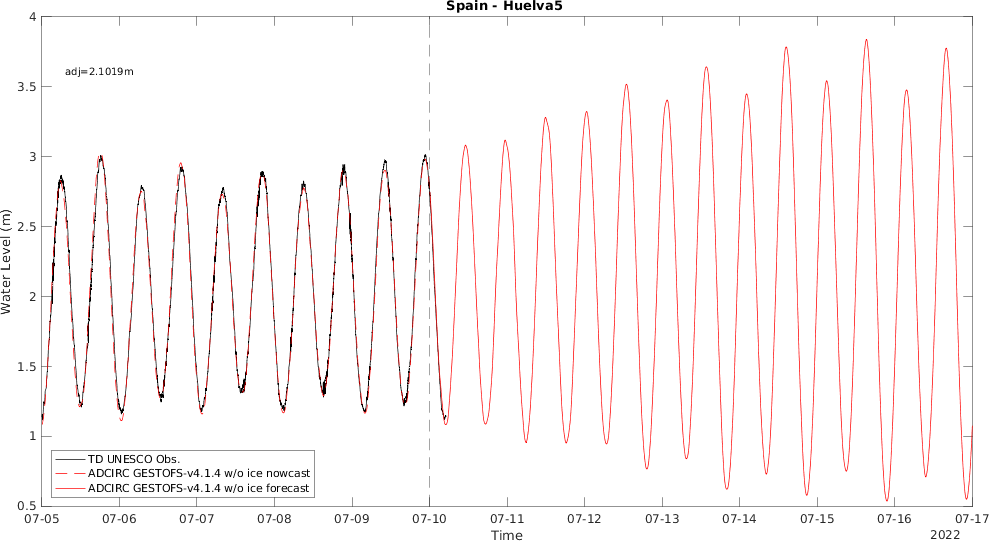 Spain - Huelva5
adj=2.1019m
Water Level (m)
4
3.5
3
2.5
2
1.5
1
0.5
TD UNESCO Obs.
ADCIRC GESTOFS-v4.1.4 w/o ice nowcast
ADCIRC GESTOFS-v4.1.4 w/o ice forecast
07-05 07-06 07-07 07-08 07-09 07-10 07-11 07-12 07-13 07-14 07-15 07-16 07-17
Time
2022